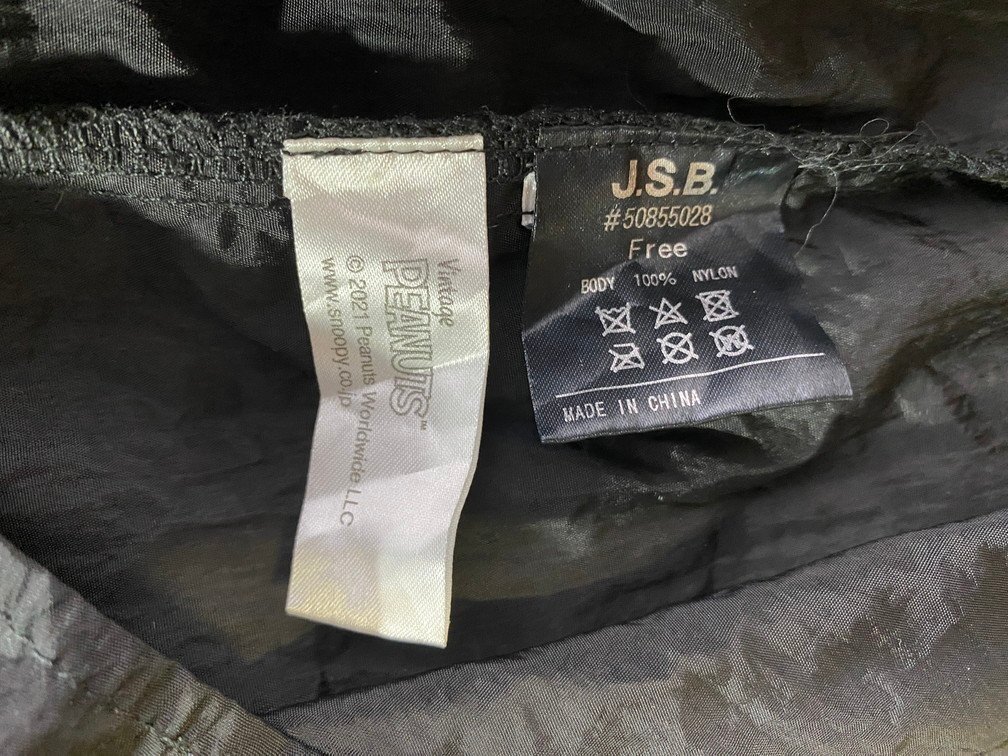 Vintage
PEANUTS™
© 2021 Peanuts Worldwide LLC
www.snoopy.co.jp
J.S.B.
#50855028
Free
BODY 100% NYLON
MADE IN CHINA